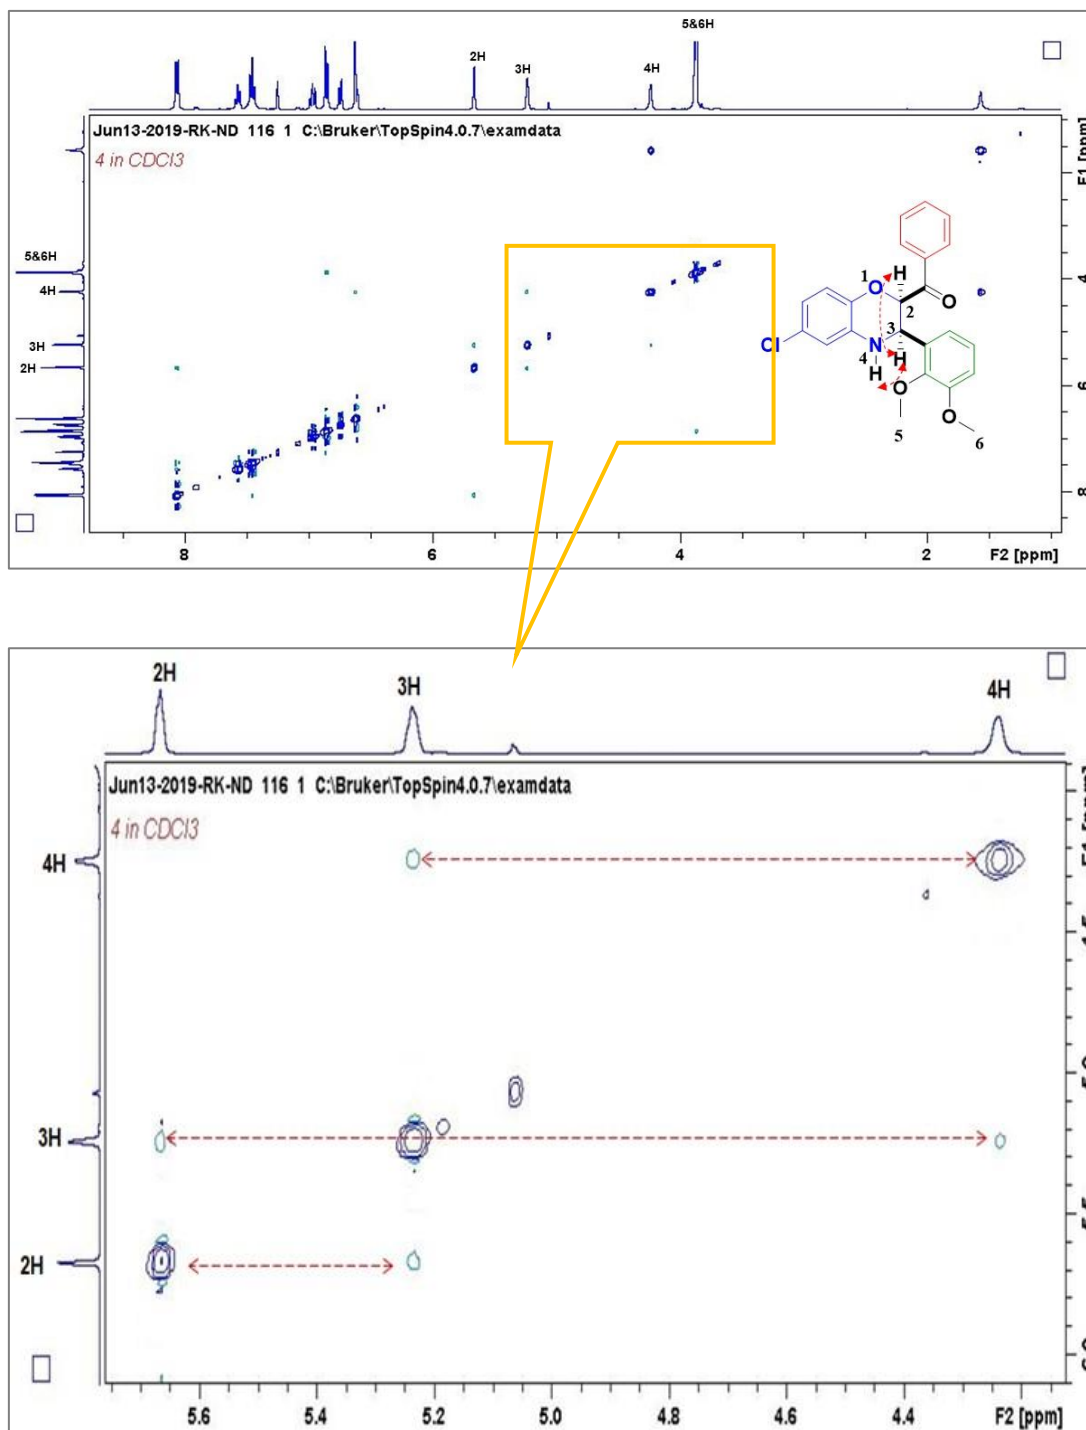 5&6H
2H
3H
4H
Jun13-2019-RK-ND 116 1 C:\Bruker\TopSpin4.0.7\examdata
4 in CDCl3
F1 [ppm]
5&6H
4H
3H
2H
4
6
8
1
O
H
2
O
3
Cl
N
4
H
H
O
O
5
6
8
6
4
2
F2 [ppm]
2H
3H
4H
Jun13-2019-RK-ND 116 1 C:\Bruker\TopSpin4.0.7\examdata
4 in CDCl3
4H
3H
2H
5.6
5.4
5.2
5.0
4.8
4.6
4.4
F2 [ppm]